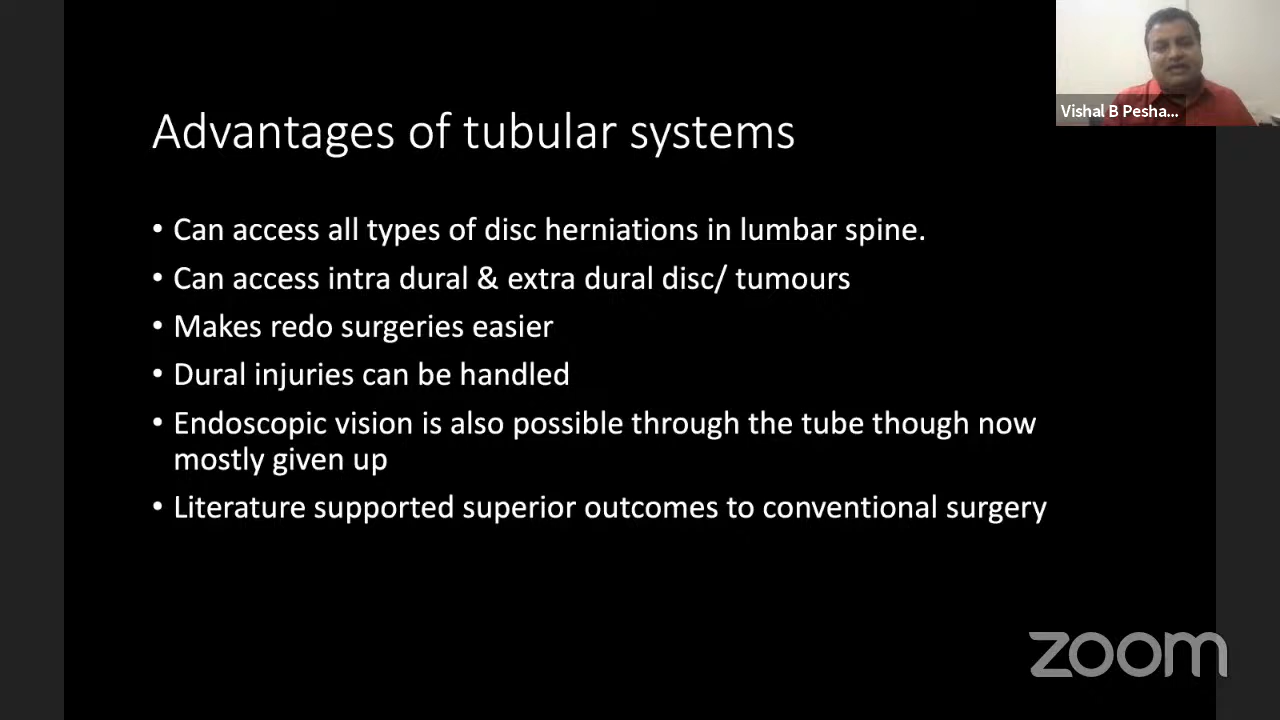 Vishal B Pesha...
Advantages of tubular systems
• Can access all types of disc herniations in lumbar spine.
• Can access intra dural & extra dural disc/ tumours
• Makes redo surgeries easier
• Dural injuries can be handled
• Endoscopic vision is also possible through the tube though now
mostly given up
• Literature supported superior outcomes to conventional surgery
zoom